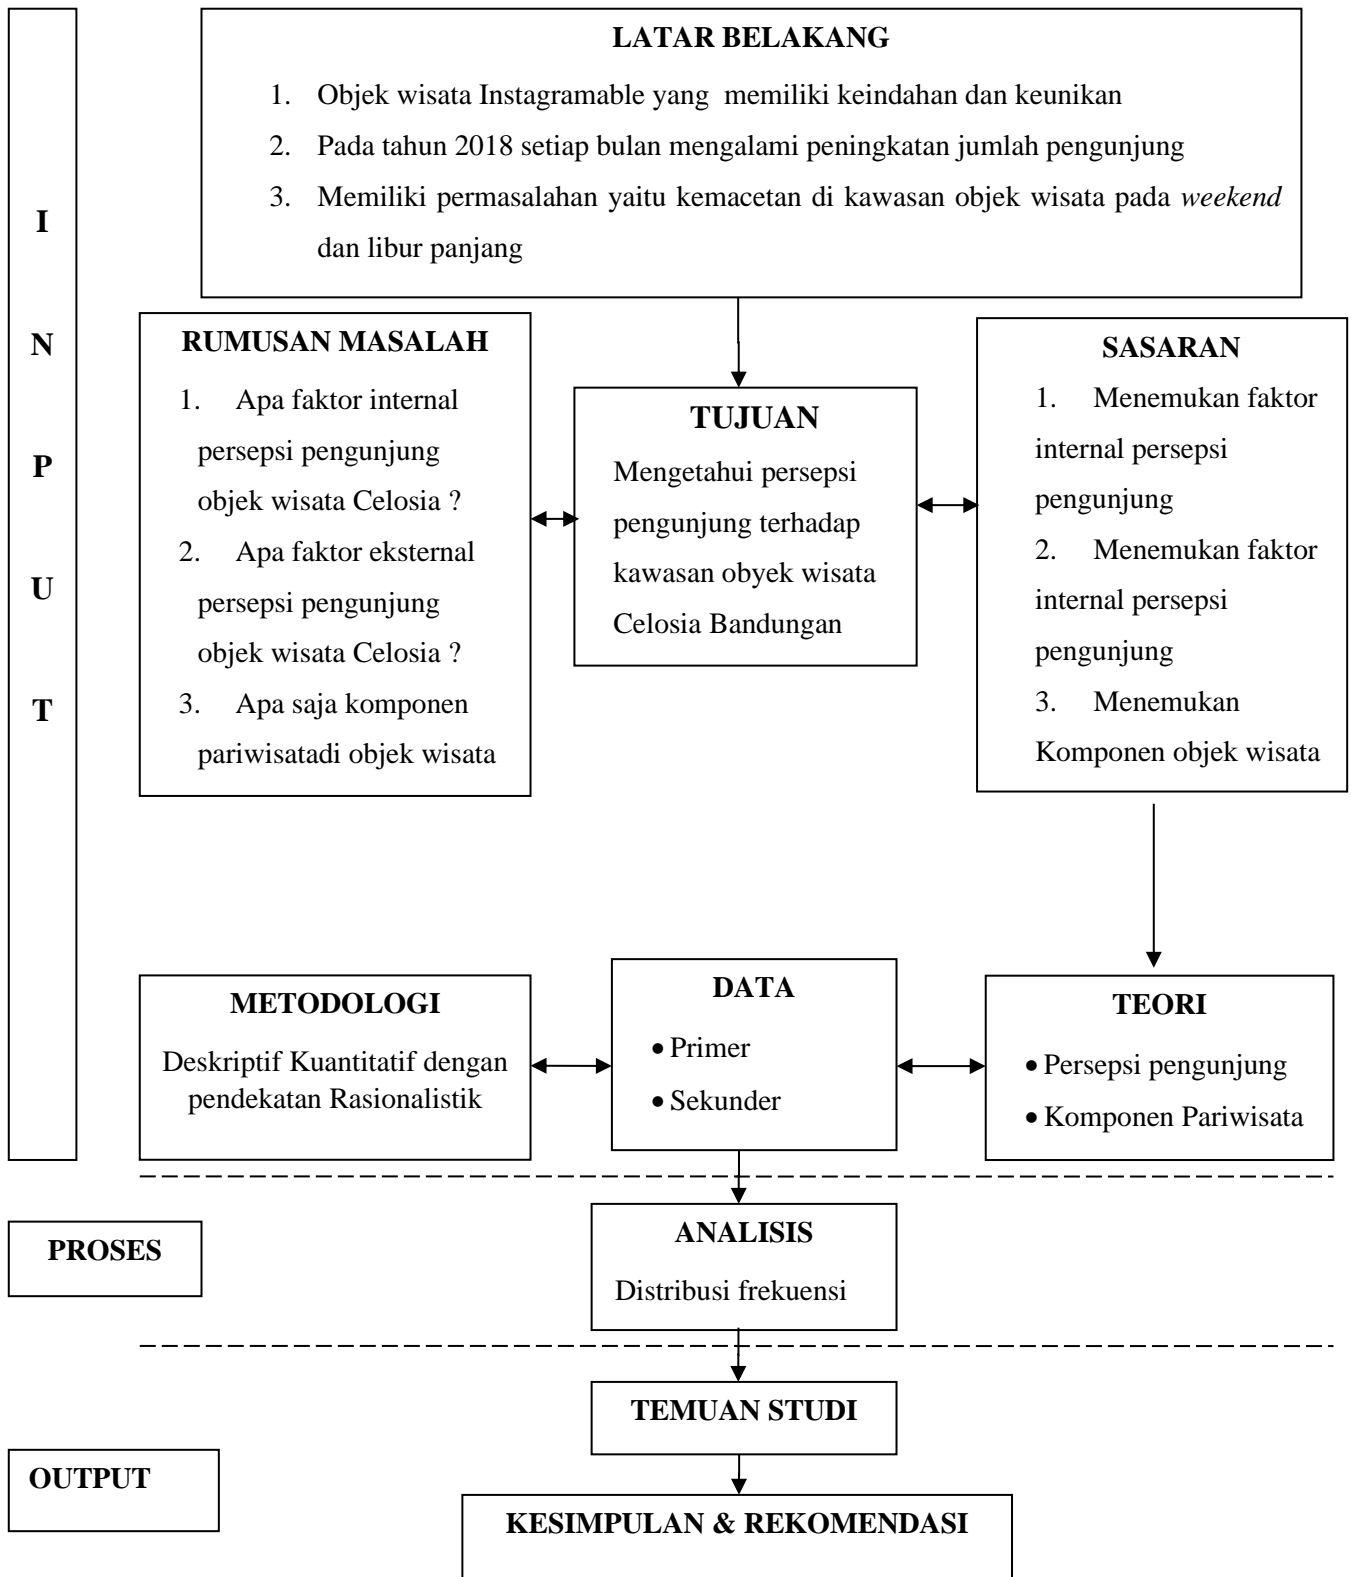 LATAR BELAKANG
1. Objek wisata Instagramable yang memiliki keindahan dan keunikan
2. Pada tahun 2018 setiap bulan mengalami peningkatan jumlah pengunjung
3. Memiliki permasalahan yaitu kemacetan di kawasan objek wisata pada weekend
dan libur panjang
I
N
P
U
T
RUMUSAN MASALAH
1. Apa faktor internal
persepsi pengunjung
objek wisata Celosia ?
2. Apa faktor eksternal
persepsi pengunjung
objek wisata Celosia ?
3. Apa saja komponen
pariwisatadi objek wisata
TUJUAN
Mengetahui persepsi
pengunjung terhadap
kawasan obyek wisata
Celosia Bandungan
SASARAN
1. Menemukan faktor
internal persepsi
pengunjung
2. Menemukan faktor
internal persepsi
pengunjung
3. Menemukan
Komponen objek wisata
METODOLOGI
Deskriptif Kuantitatif dengan
pendekatan Rasionalistik
DATA
• Primer
• Sekunder
TEORI
• Persepsi pengunjung
• Komponen Pariwisata
PROSES
ANALISIS
Distribusi frekuensi
TEMUAN STUDI
OUTPUT
KESIMPULAN & REKOMENDASI